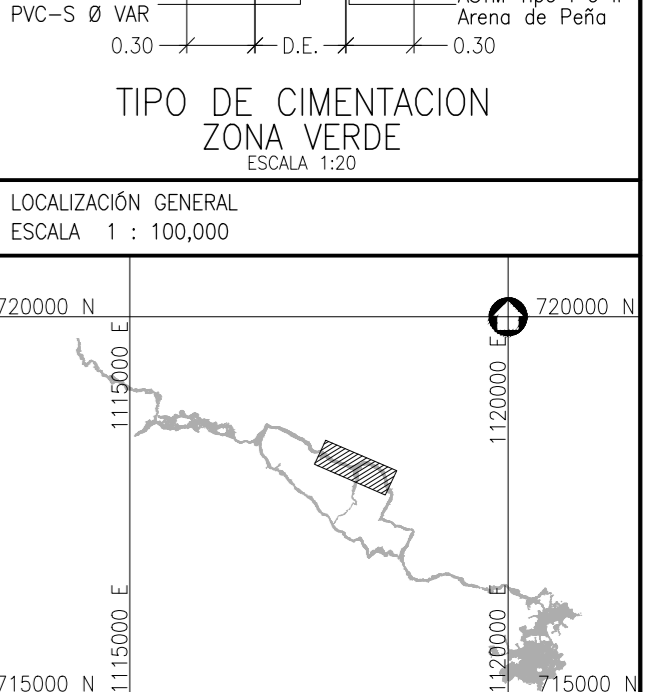 PVC-S Ø VAR
Arena de Peña
0.30 D.E. 0.30
TIPO DE CIMENTACION
ZONA VERDE
ESCALA 1:20
LOCALIZACIÓN GENERAL
ESCALA 1 : 100,000
720000 N 720000 N
1115000 E
1120000 E
1115000 E
1120000 E
715000 N 715000 N